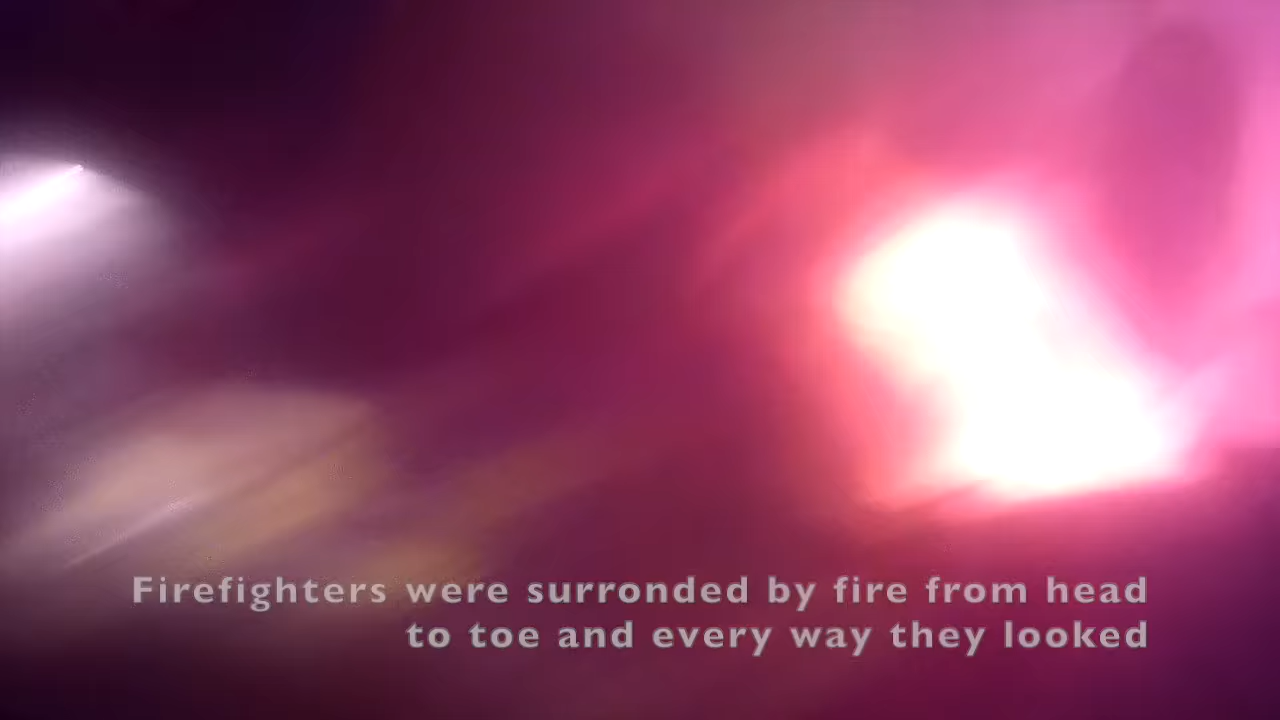 Firefighters were surronded by fire from head
to toe and every way they looked